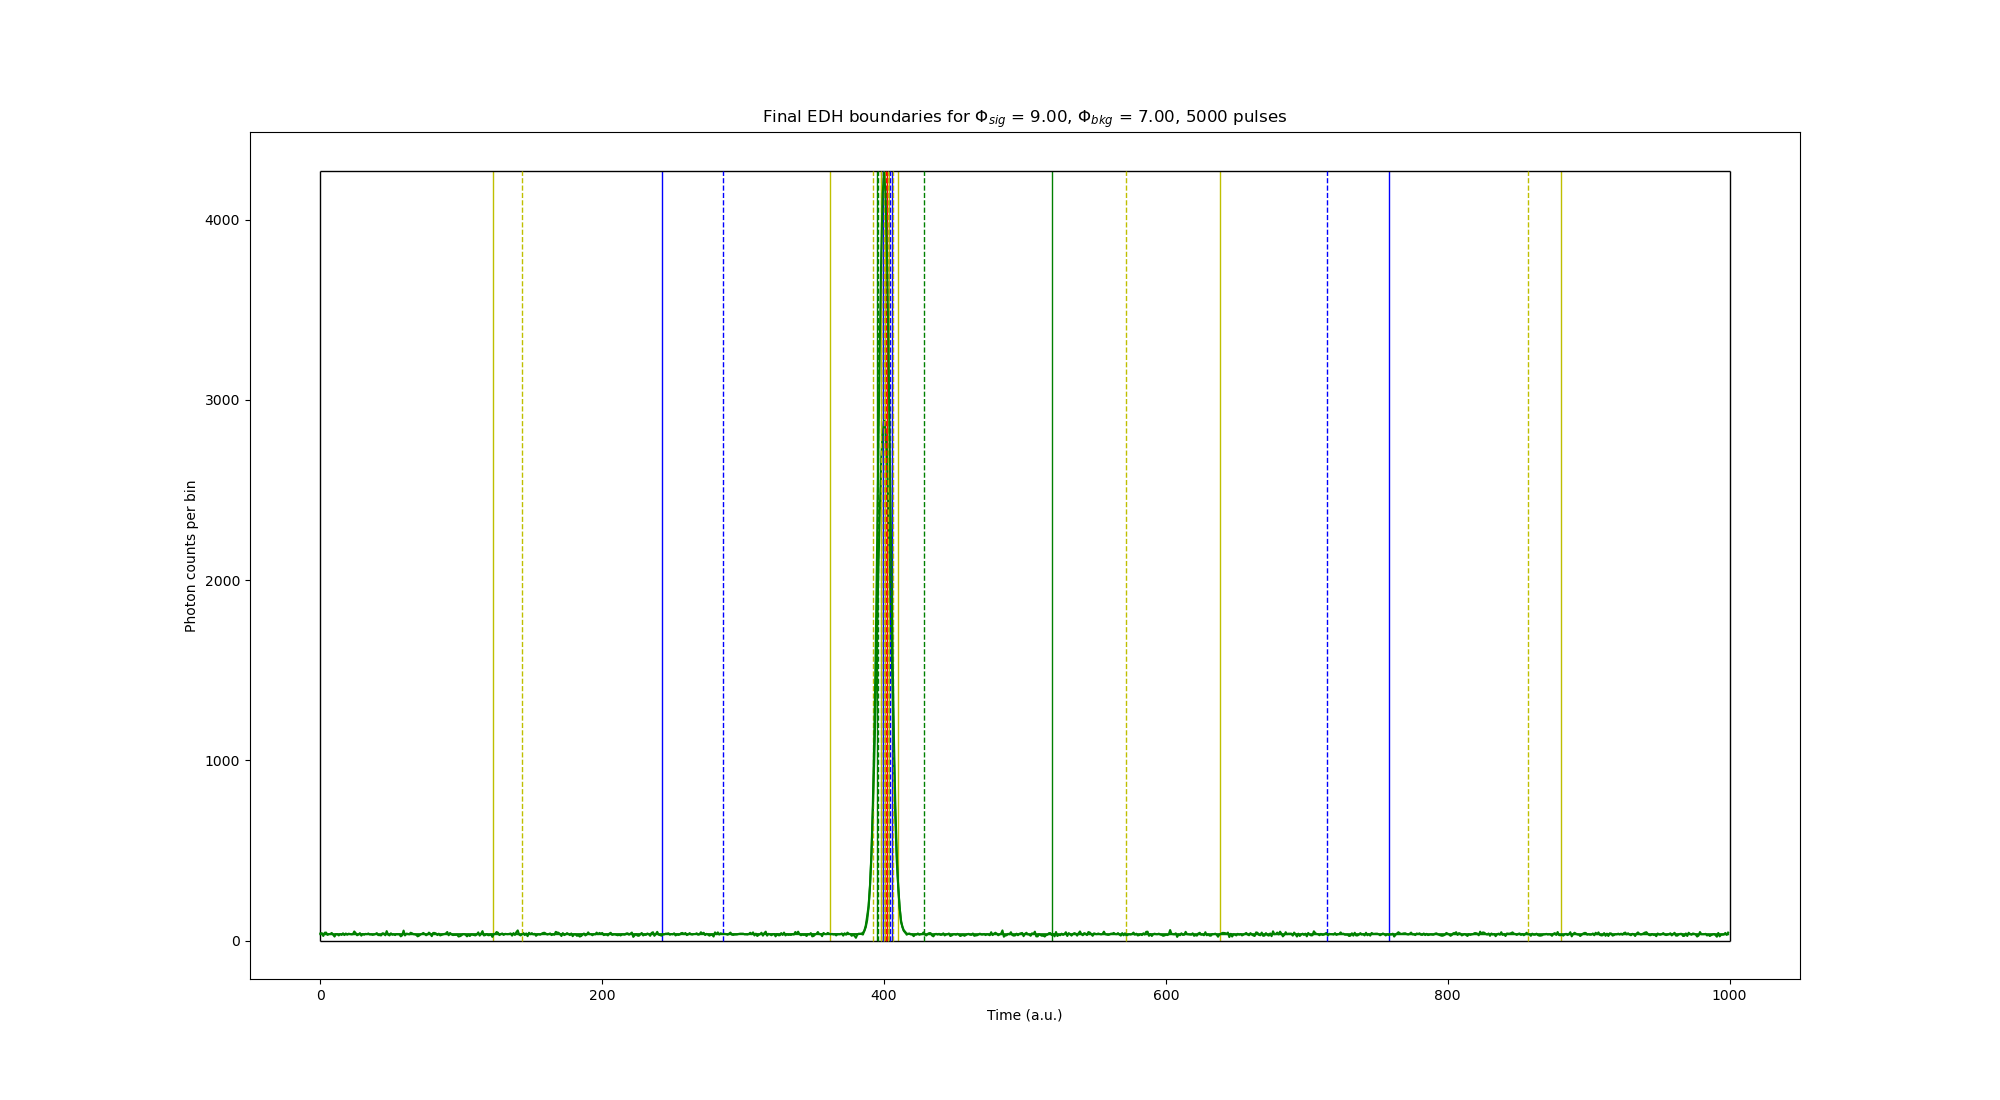 Final EDH boundaries for Φsig = 9.00, Φbkg = 7.00, 5000 pulses
4000
3000
2000
1000
0
Photon counts per bin
0 200 400 600 800 1000
Time (a.u.)